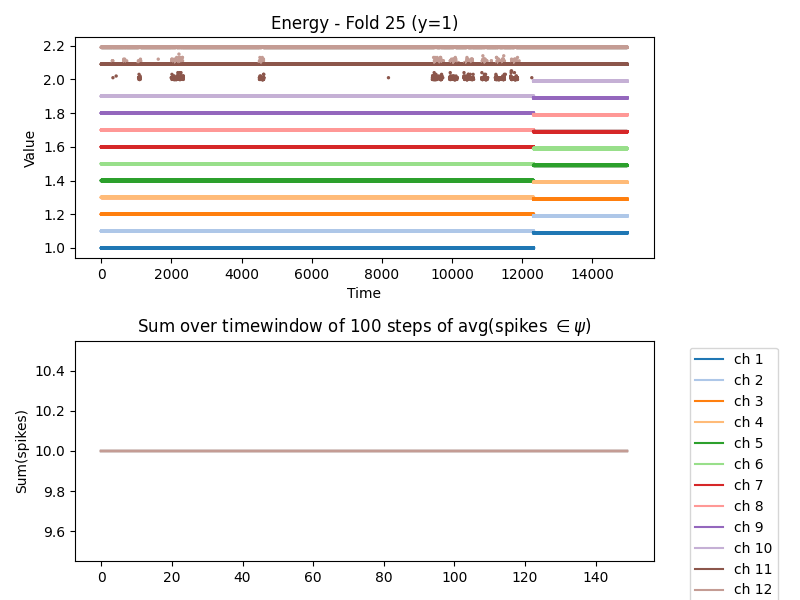 Energy - Fold 25 (y=1)
2.2
2.0
1.8
1.6
1.4
1.2
1.0
Value
0 2000 4000 6000 8000 10000 12000 14000
Time
Sum over timewindow of 100 steps of avg(spikes ∈ ψ)
10.4
10.2
10.0
9.8
9.6
Sum(spikes)
0 20 40 60 80 100 120 140
ch 1
ch 2
ch 3
ch 4
ch 5
ch 6
ch 7
ch 8
ch 9
ch 10
ch 11
ch 12